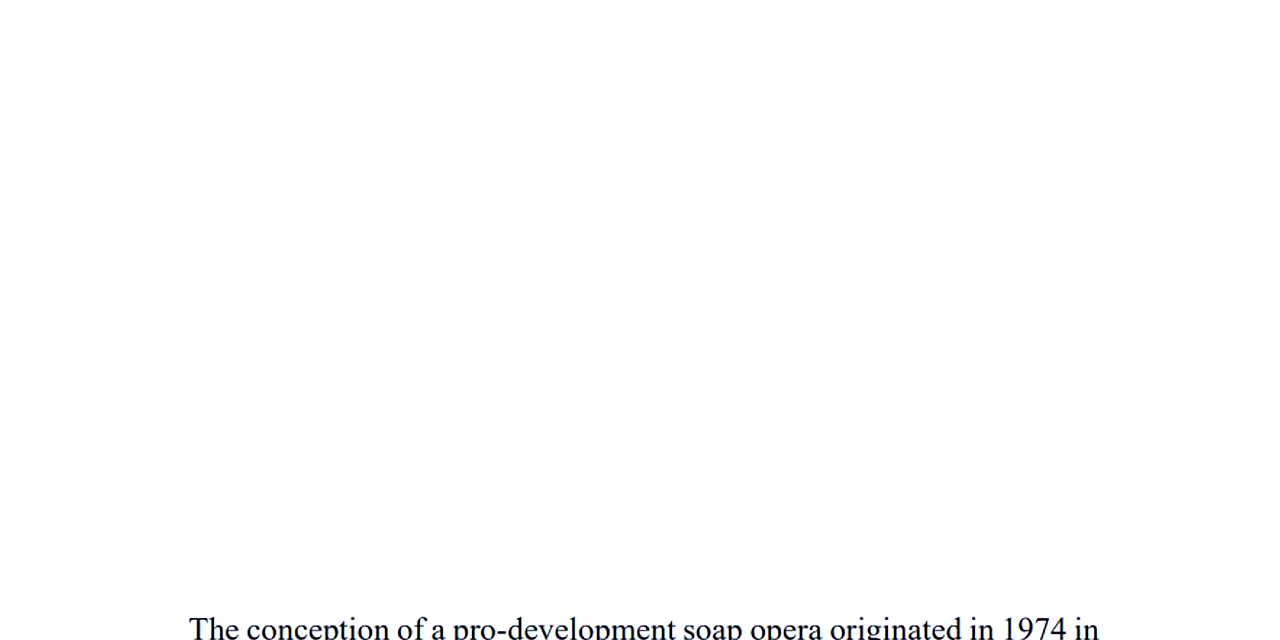 The conception of a pro-development soap opera originated in 1974 in